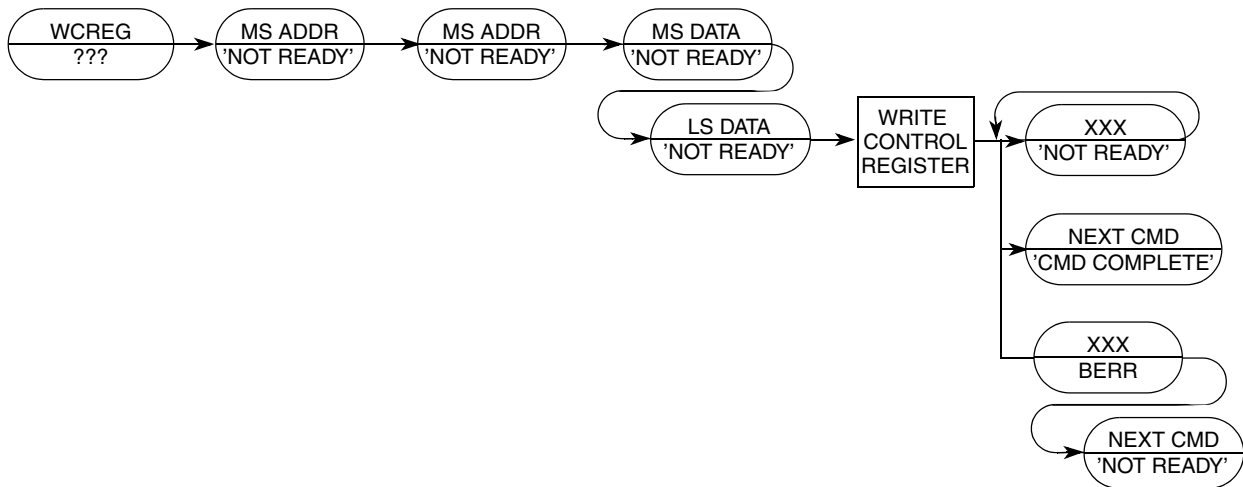 WCREG
???
MS ADDR
'NOT READY'
MS ADDR
'NOT READY'
MS DATA
'NOT READY'
LS DATA
'NOT READY'
WRITE
CONTROL
REGISTER
XXX
'NOT READY'
NEXT CMD
'CMD COMPLETE'
XXX
BERR
NEXT CMD
'NOT READY'